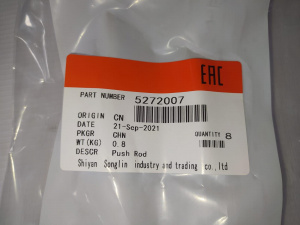 EAC
PART NUMBER 5272007
ORIGIN CN
DATE 21-Sep-2021
PKGR CHN QUANTITY 8
WT(KG) 0.8
DESCR Push Rod
Shiyan Songlin industry and trading co.,ltd